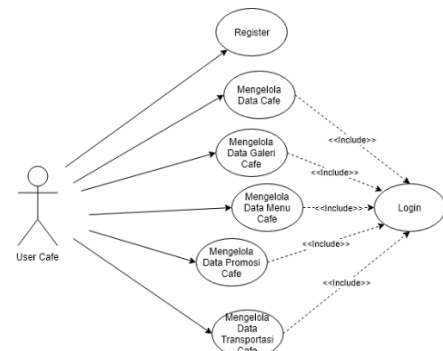 Register
Mengelola
Data Cafe
<<Include>>
Mengelola
Data Galeri
Cafe
<<Include>>
Mengelola
Data Menu
Cafe
<<Include>>
Login
User Cafe
Mengelola
Data Promosi
Cafe
<<Include>>
<<Include>>
Mengelola
Data
Transportasi
Cafe